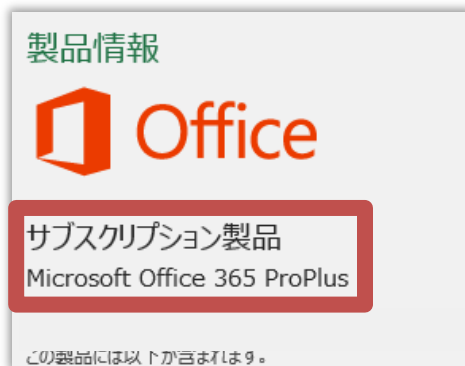 製品情報
Office
サブスクリプション製品
Microsoft Office 365 ProPlus
この製品には以下が含まれます。